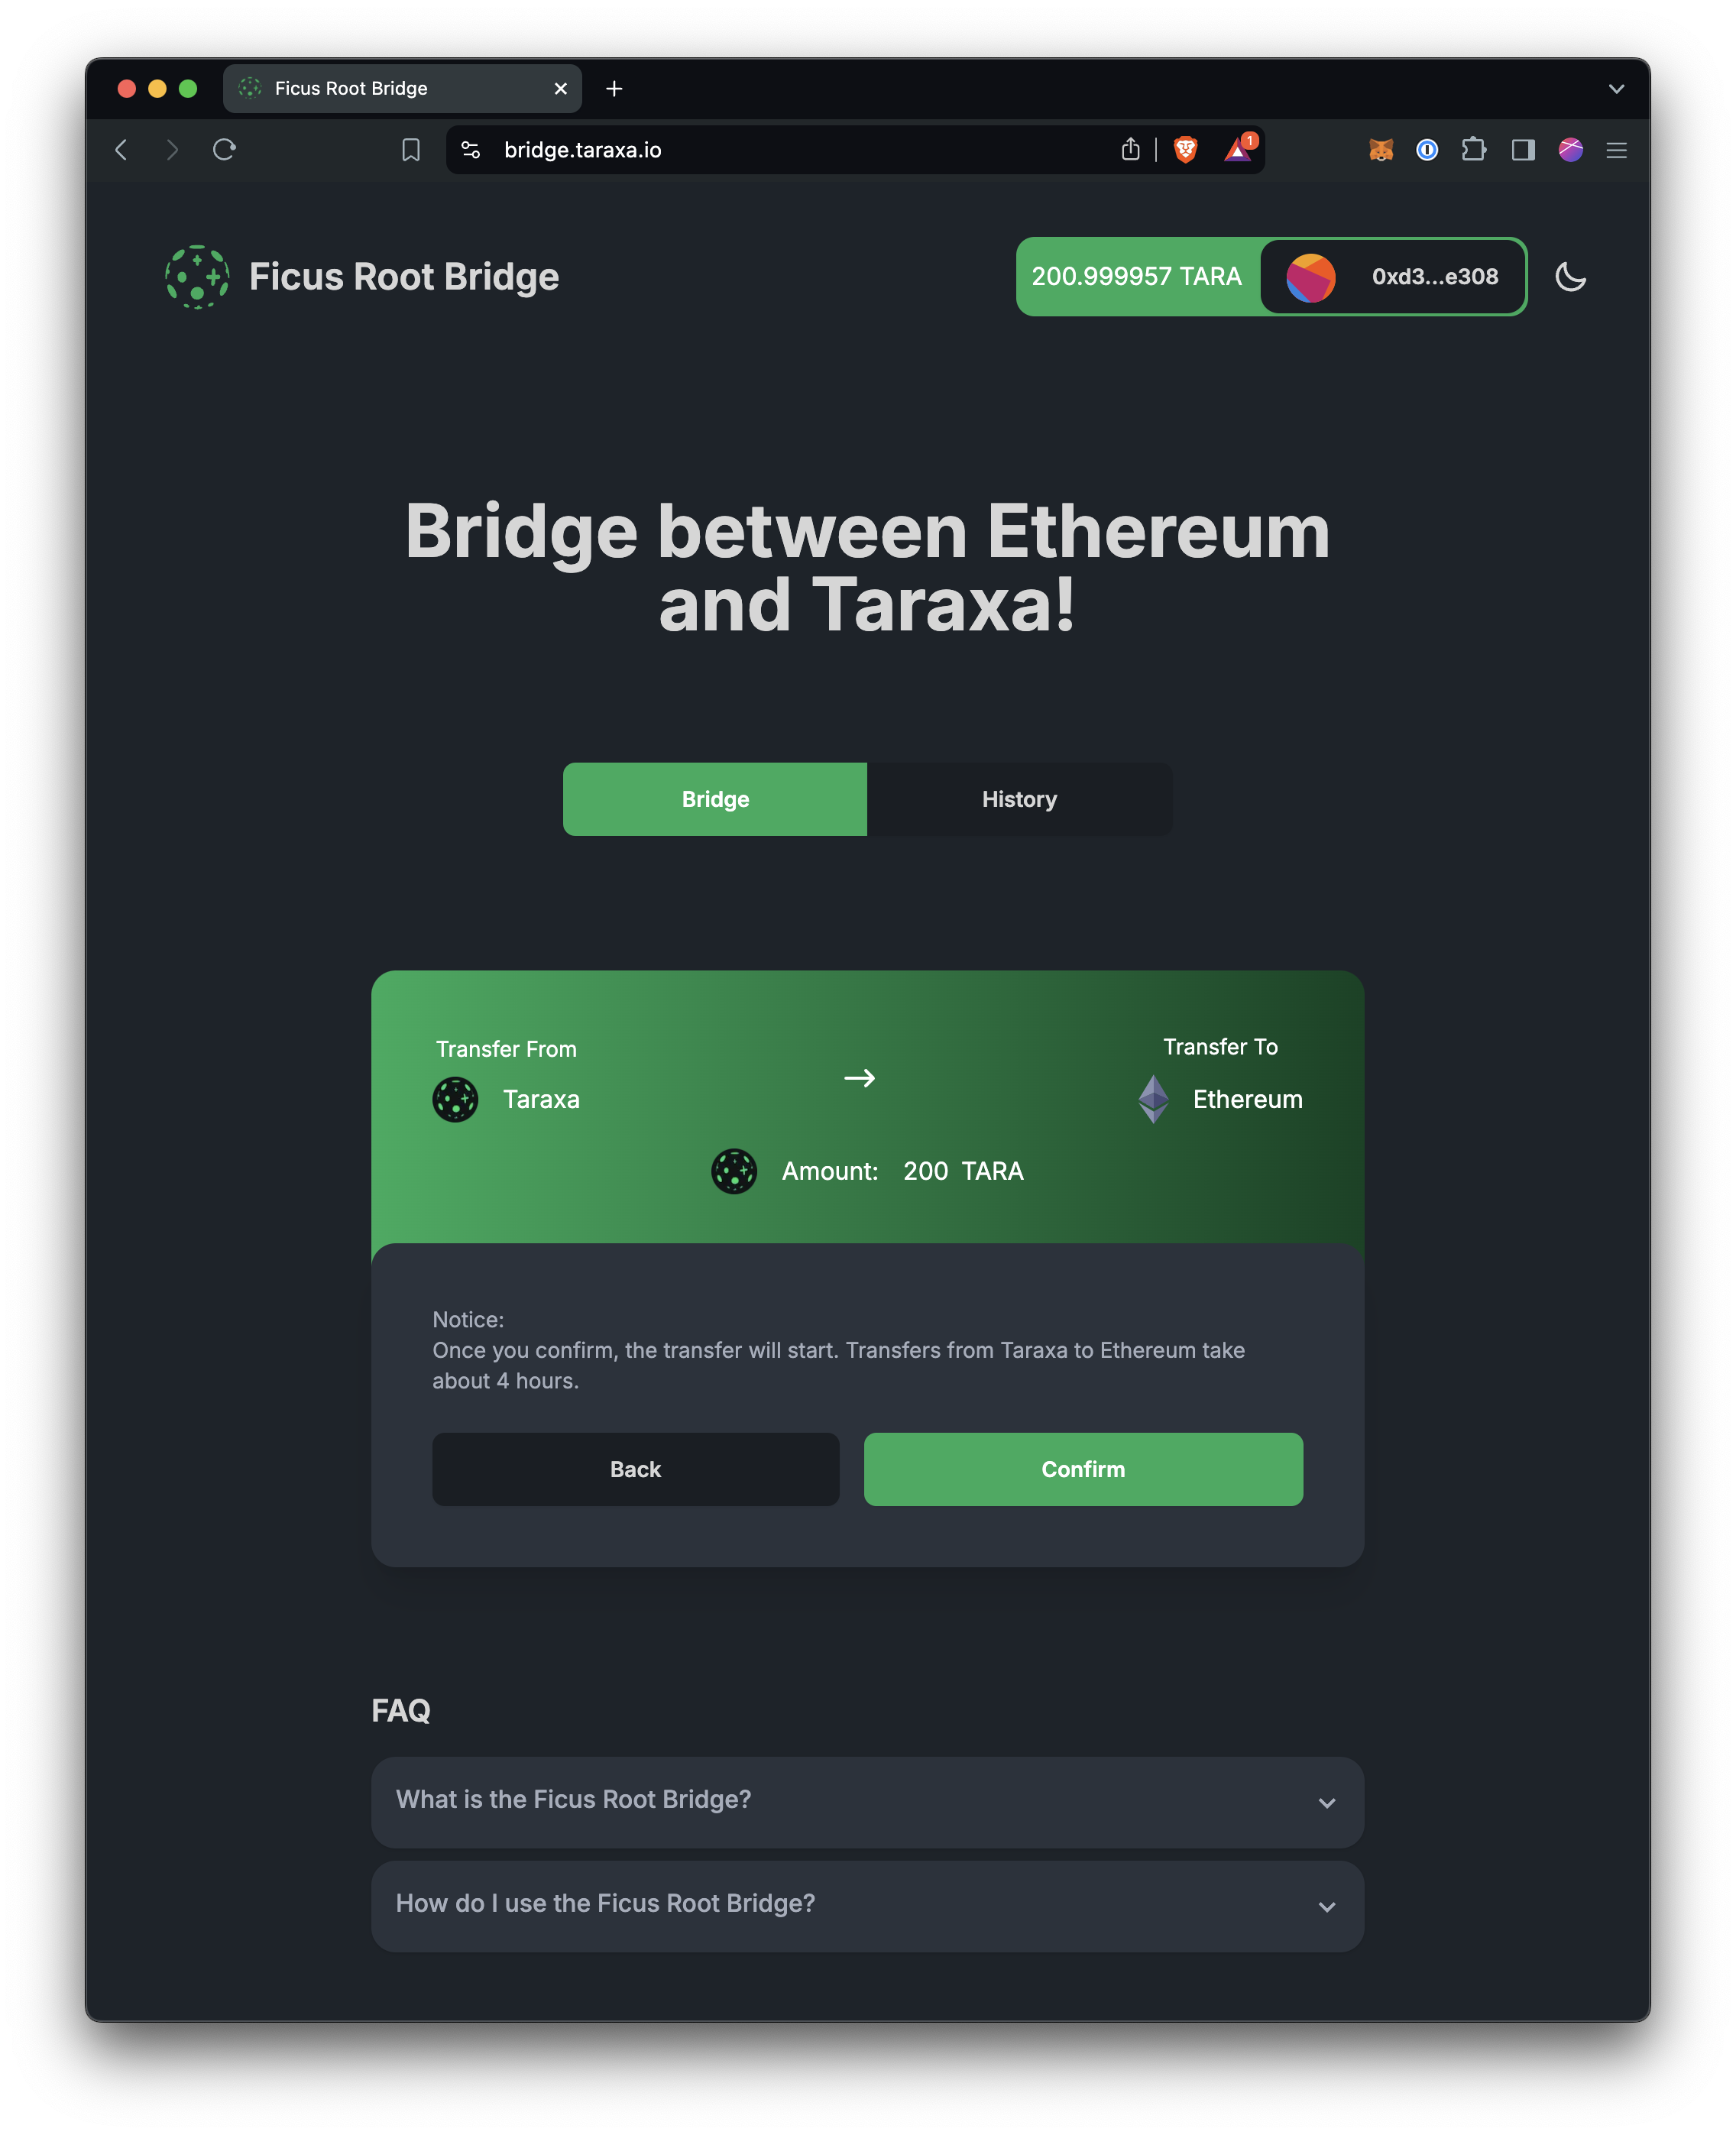 Ficus Root Bridge
bridge.taraxa.io
1
Ficus Root Bridge
200.999957 TARA
0xd3...e308
Bridge between Ethereum
and Taraxa!
Bridge
History
Transfer From
Transfer To
Taraxa
Ethereum
Amount: 200 TARA
Notice:
Once you confirm, the transfer will start. Transfers from Taraxa to Ethereum take
about 4 hours.
Back
Confirm
FAQ
What is the Ficus Root Bridge?
How do I use the Ficus Root Bridge?